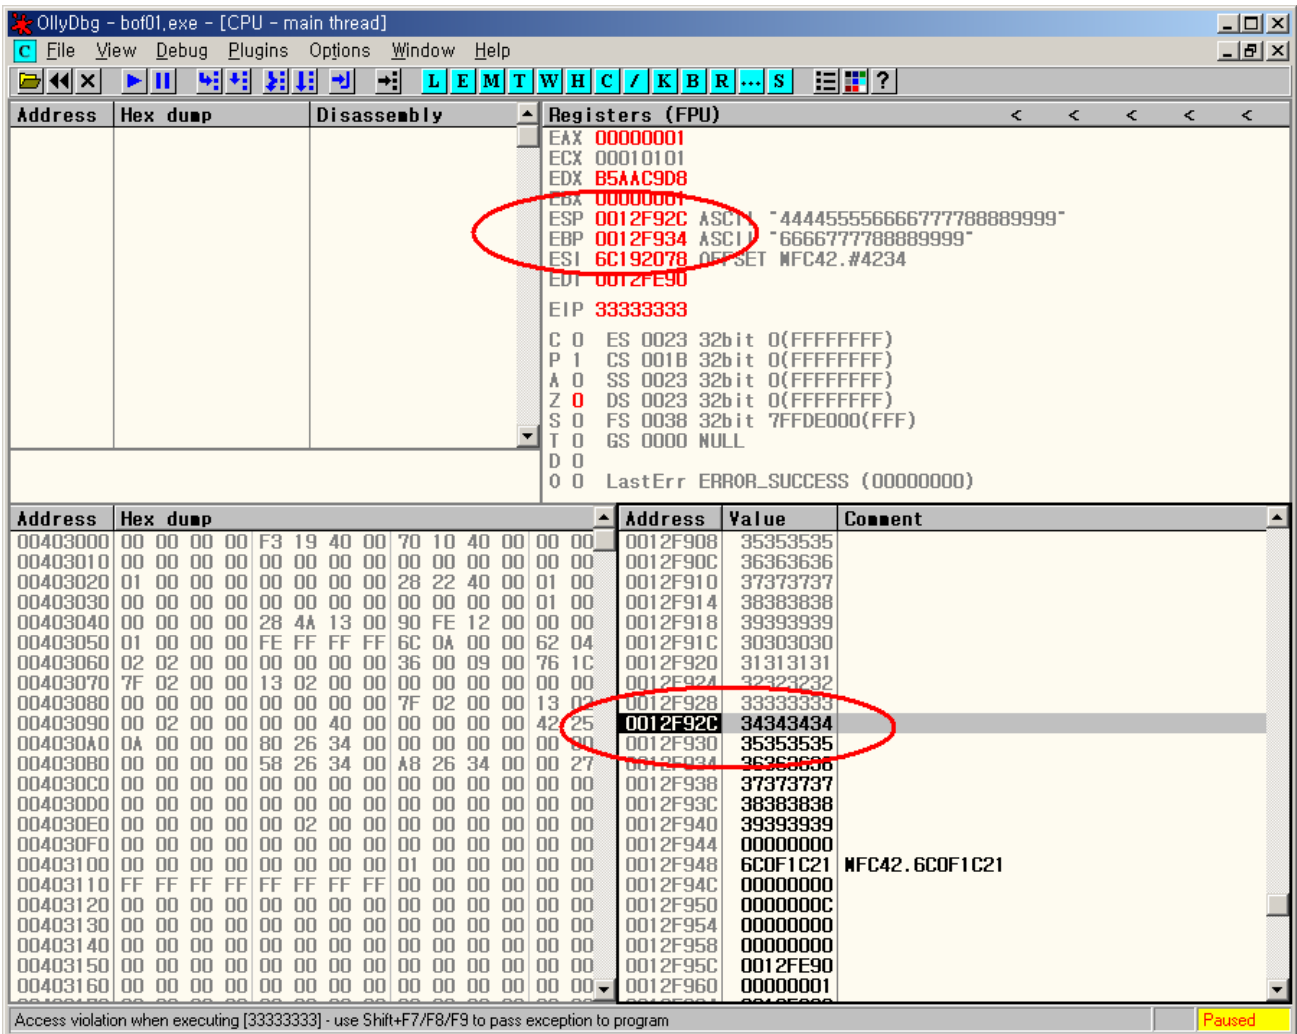 OllyDbg - bof01.exe - [CPU - main thread]
C File View Debug Plugins Options Window Help
L E M T W H C / K B R ... S ?
Address Hex dump Disassembly
Registers (FPU) < < < < <
EAX 00000001
ECX 00010101
EDX B5AAC9D8
EBX 00000001
ESP 0012F92C ASCII "444455556666777788889999"
EBP 0012F934 ASCII "6666777788889999"
ESI 6C192078 OFFSET MFC42.#4234
EDI 0012FE90
EIP 33333333
C 0 ES 0023 32bit 0(FFFFFFFF)
P 1 CS 001B 32bit 0(FFFFFFFF)
A 0 SS 0023 32bit 0(FFFFFFFF)
Z 0 DS 0023 32bit 0(FFFFFFFF)
S 0 FS 0038 32bit 7FFDE000(FFF)
T 0 GS 0000 NULL
D 0
O 0 LastErr ERROR_SUCCESS (00000000)
Address Hex dump
00403000 00 00 00 00 F3 19 40 00 70 10 40 00 00 00
00403010 00 00 00 00 00 00 00 00 00 00 00 00 00 00
00403020 01 00 00 00 00 00 00 00 28 22 40 00 01 00
00403030 00 00 00 00 00 00 00 00 00 00 00 00 01 00
00403040 00 00 00 00 28 4A 13 00 90 FE 12 00 00 00
00403050 01 00 00 00 FE FF FF FF 6C 0A 00 00 62 04
00403060 02 02 00 00 00 00 00 00 36 00 09 00 76 1C
00403070 7F 02 00 00 13 02 00 00 00 00 00 00 00 00
00403080 00 00 00 00 00 00 00 00 7F 02 00 00 13 02
00403090 00 02 00 00 00 00 40 00 00 00 00 00 42 25
004030A0 0A 00 00 00 80 26 34 00 00 00 00 00 00
004030B0 00 00 00 00 58 26 34 00 A8 26 34 00 00 27
004030C0 00 00 00 00 00 00 00 00 00 00 00 00 00 00
004030D0 00 00 00 00 00 00 00 00 00 00 00 00 00 00
004030E0 00 00 00 00 00 02 00 00 00 00 00 00 00 00
004030F0 00 00 00 00 00 00 00 00 00 00 00 00 00 00
00403100 00 00 00 00 00 00 00 00 01 00 00 00 00 00
00403110 FF FF FF FF FF FF FF FF 00 00 00 00 00 00
00403120 00 00 00 00 00 00 00 00 00 00 00 00 00 00
00403130 00 00 00 00 00 00 00 00 00 00 00 00 00 00
00403140 00 00 00 00 00 00 00 00 00 00 00 00 00 00
00403150 00 00 00 00 00 00 00 00 00 00 00 00 00 00
00403160 00 00 00 00 00 00 00 00 00 00 00 00 00 00
Address Value Comment
0012F908 35353535
0012F90C 36363636
0012F910 37373737
0012F914 38383838
0012F918 39393939
0012F91C 30303030
0012F920 31313131
0012F924 32323232
0012F928 33333333
0012F92C 34343434
0012F930 35353535
0012F934 36363636
0012F938 37373737
0012F93C 38383838
0012F940 39393939
0012F944 00000000
0012F948 6C0F1C21 MFC42.6C0F1C21
0012F94C 00000000
0012F950 0000000C
0012F954 00000000
0012F958 00000000
0012F95C 0012FE90
0012F960 00000001
Access violation when executing [33333333] - use Shift+F7/F8/F9 to pass exception to program
Paused